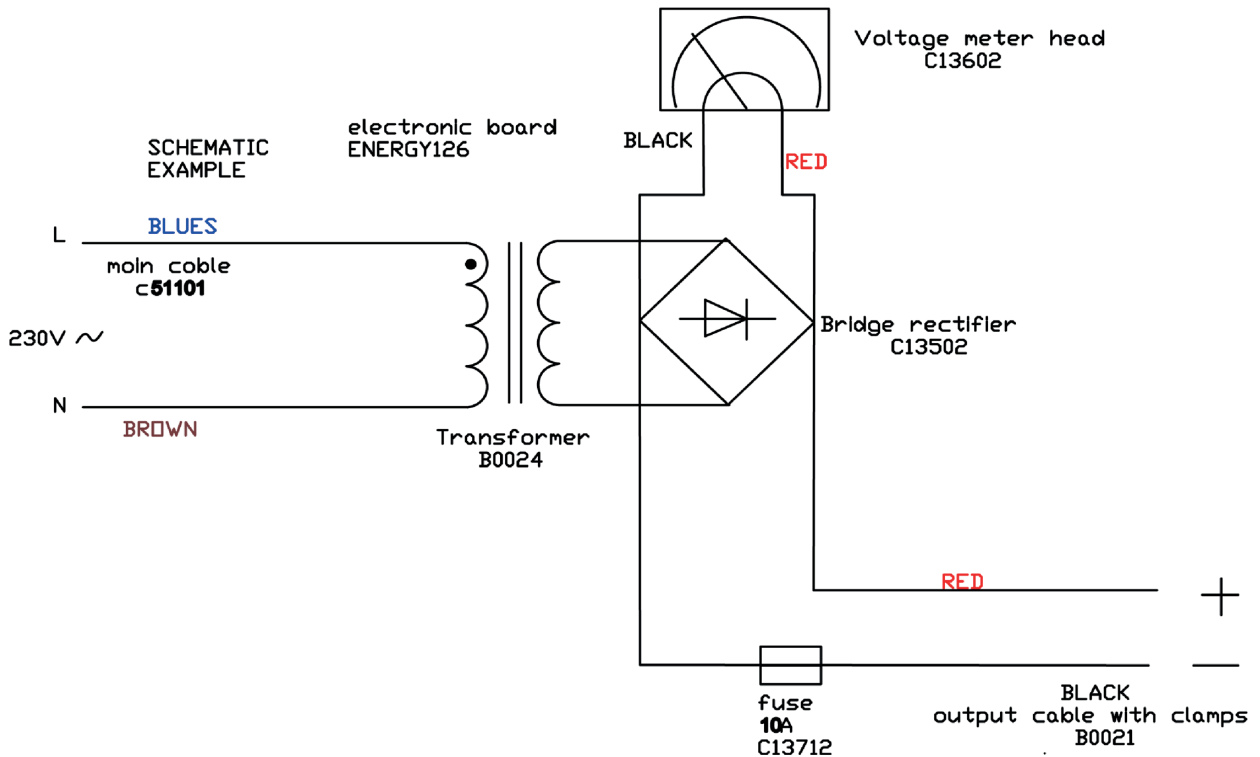 Voltage meter head
C13602
electronic board
ENERGY126
SCHEMATIC
EXAMPLE
BLACK
RED
BLUES
L
moin coble
c51101
230V ~
Bridge rectifier
C13502
N
BROWN
Transformer
B0024
RED
+
−
fuse
10A
C13712
BLACK
output cable with clamps
B0021